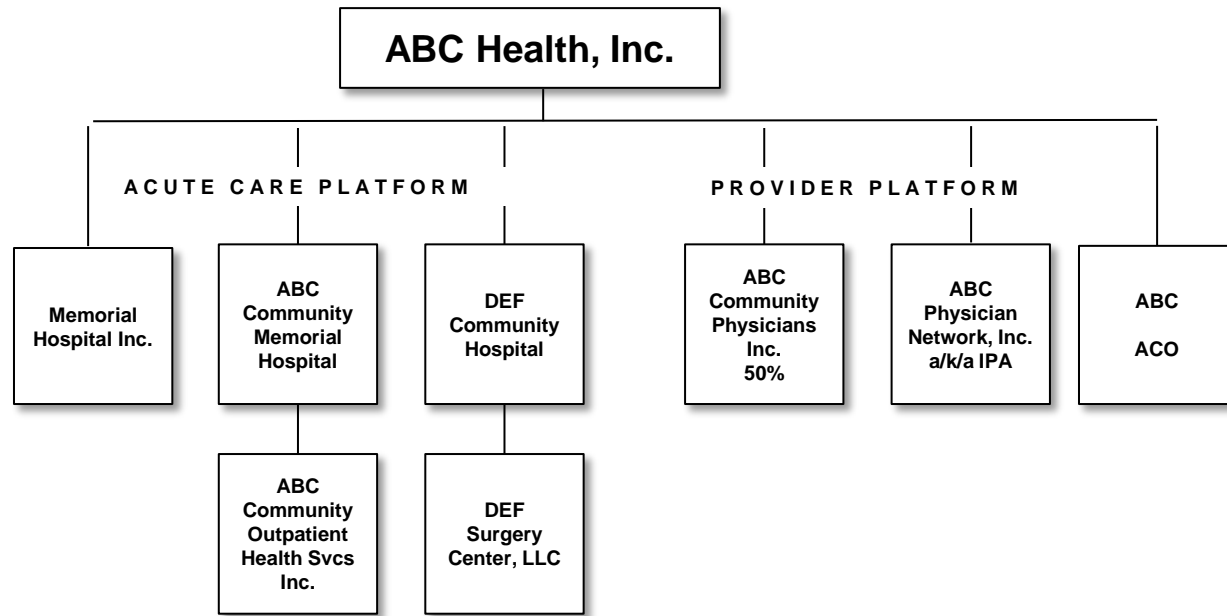 ABC Health, Inc.
ACUTE CARE PLATFORM
PROVIDER PLATFORM
Memorial
Hospital Inc.
ABC
Community
Memorial
Hospital
DEF
Community
Hospital
ABC
Community
Physicians
Inc.
50%
ABC
Physician
Network, Inc.
a/k/a IPA
ABC
ACO
ABC
Community
Outpatient
Health Svcs
Inc.
DEF
Surgery
Center, LLC